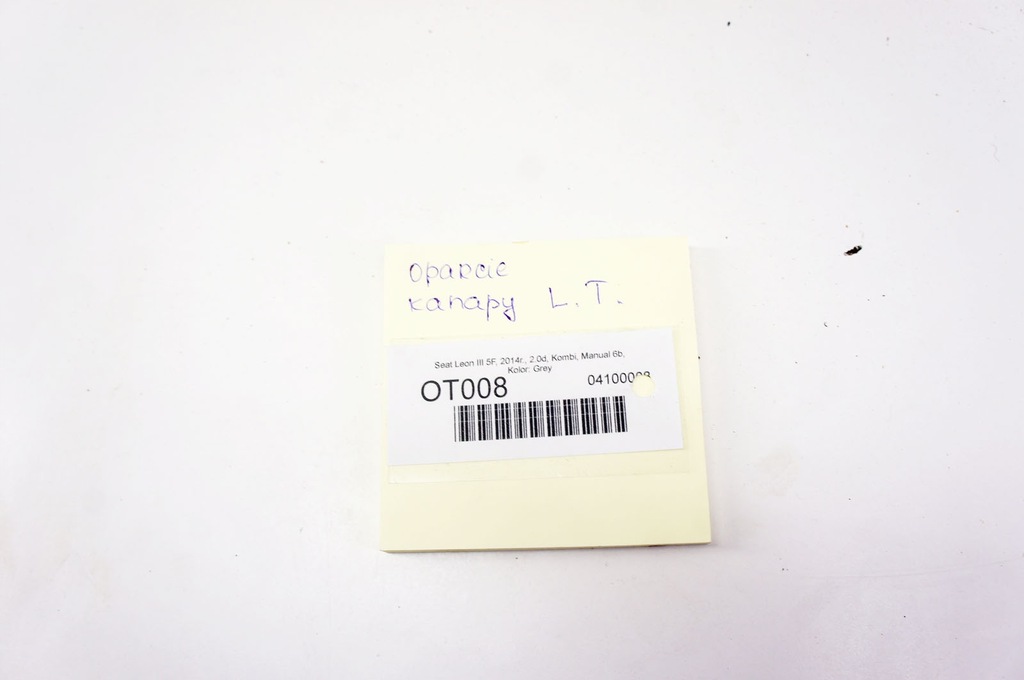 Oparcie
kanapy L.T.
Seat Leon III 5F, 2014r., 2.0d, Kombi, Manual 6b,
Kolor: Grey
OT008